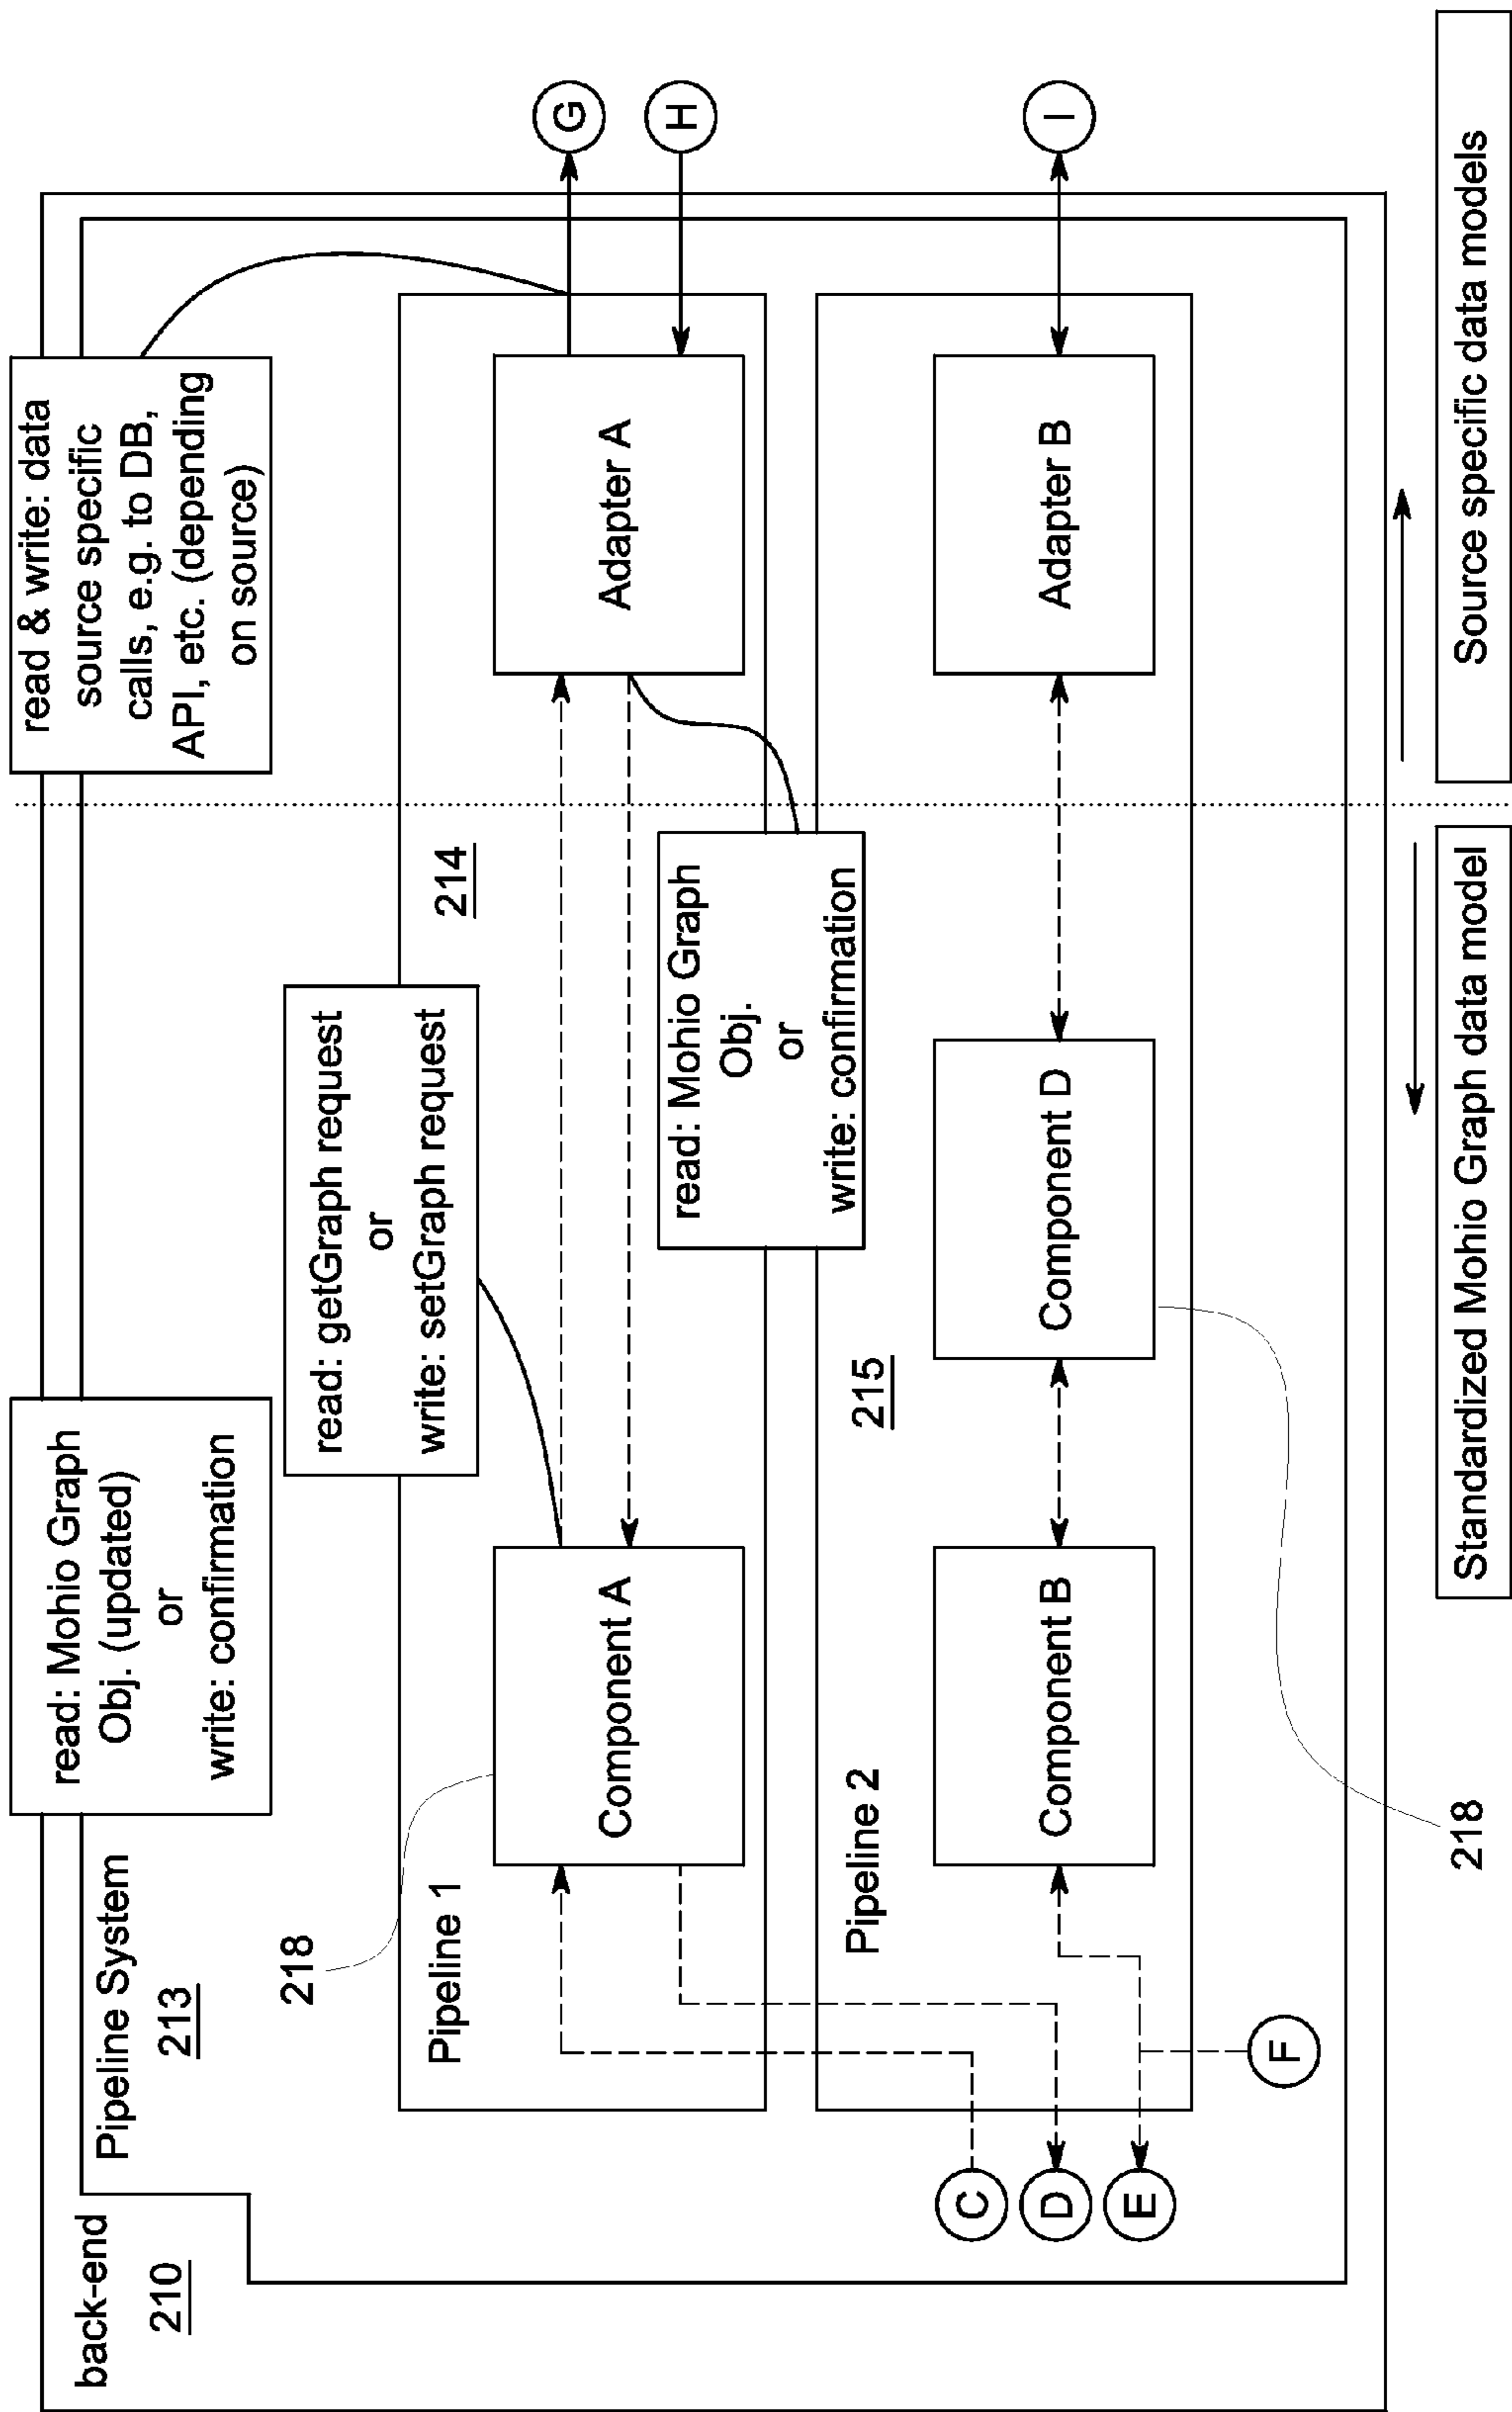 back-end
210
Pipeline System
213
read: Mohio Graph
Obj. (updated)
or
write: confirmation
read & write: data
source specific
calls, e.g. to DB,
API, etc. (depending
on source)
218
read: getGraph request
or
write: setGraph request
Pipeline 1
214
Component A
Adapter A
G
H
read: Mohio Graph
Obj.
or
write: confirmation
Pipeline 2
215
Component B
Component D
Adapter B
I
C
D
E
F
218
Standardized Mohio Graph data model
Source specific data models